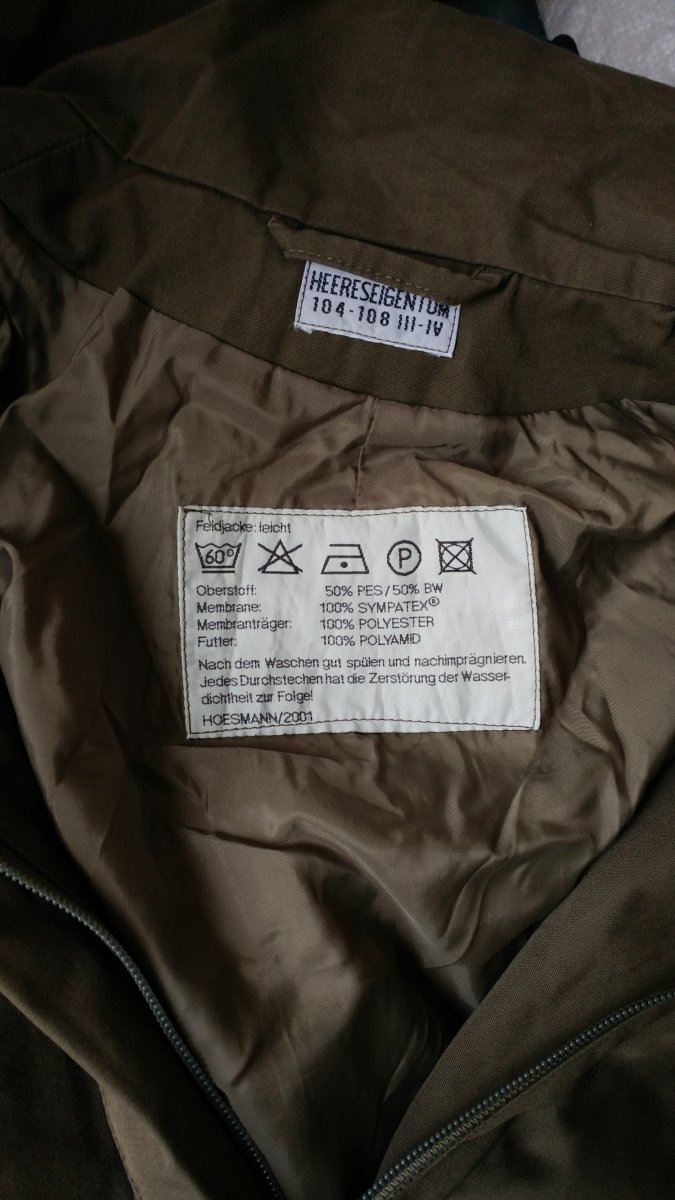 HEERESEIGENTUM
104-108 III-IV
Feldjacke: leicht
60° P
Oberstoff: 50% PES/50% BW
Membrane: 100% SYMPATEX®
Membranträger: 100% POLYESTER
Futter: 100% POLYAMID
Nach dem Waschen gut spülen und nachimprägnieren.
Jedes Durchstechen hat die Zerstörung der Wasser-
dichtheit zur Folge!
HOESMANN/2001